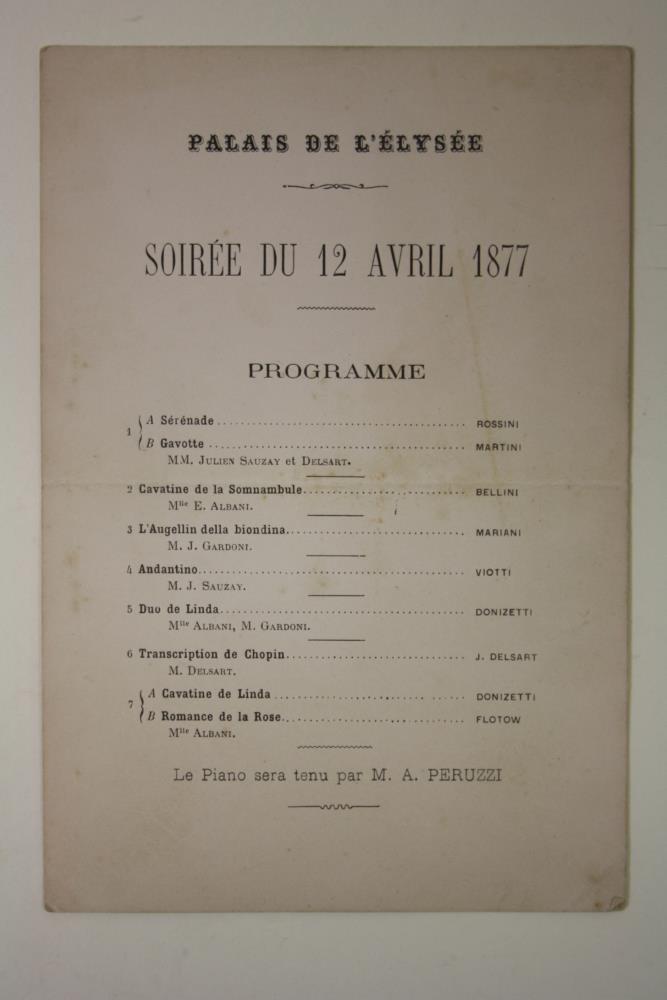 PALAIS DE L'ÉLYSÉE
SOIRÉE DU 12 AVRIL 1877
PROGRAMME
1 A Sérénade ........ ROSSINI
B Gavotte ........ MARTINI
MM. JULIEN SAUZAY et DELSART.
2 Cavatine de la Somnambule ........ BELLINI
Mlle E. ALBANI.
3 L'Augellin della biondina ........ MARIANI
M. J. GARDONI.
4 Andantino ........ VIOTTI
M. J. SAUZAY.
5 Duo de Linda ........ DONIZETTI
Mlle ALBANI, M. GARDONI.
6 Transcription de Chopin ........ J. DELSART
M. DELSART.
7 A Cavatine de Linda ........ DONIZETTI
B Romance de la Rose ........ FLOTOW
Mlle ALBANI.
Le Piano sera tenu par M. A. PERUZZI